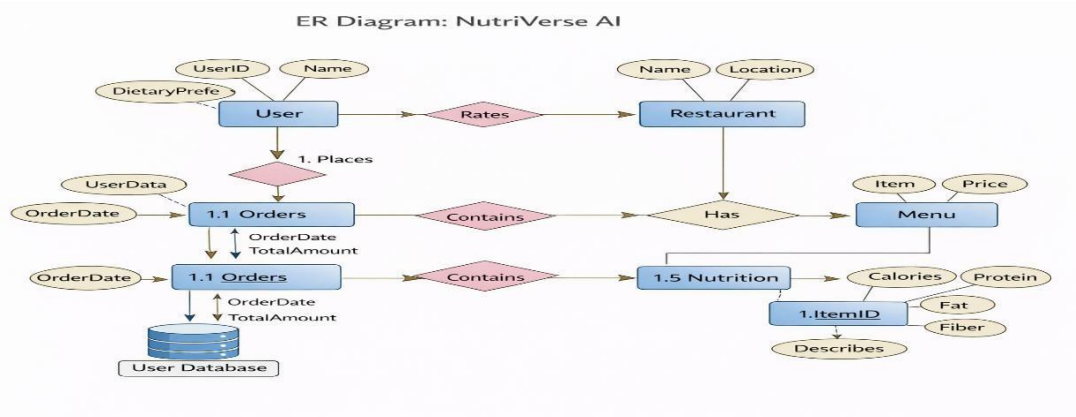 ER Diagram: NutriVerse AI
UserID
Name
Name
Location
DietaryPrefe
User
Rates
Restaurant
1. Places
UserData
Item
Price
OrderDate
1.1 Orders
Contains
Has
Menu
OrderDate
TotalAmount
OrderDate
1.1 Orders
Contains
1.5 Nutrition
Calories
Protein
OrderDate
TotalAmount
1.ItemID
Fat
Fiber
Describes
User Database